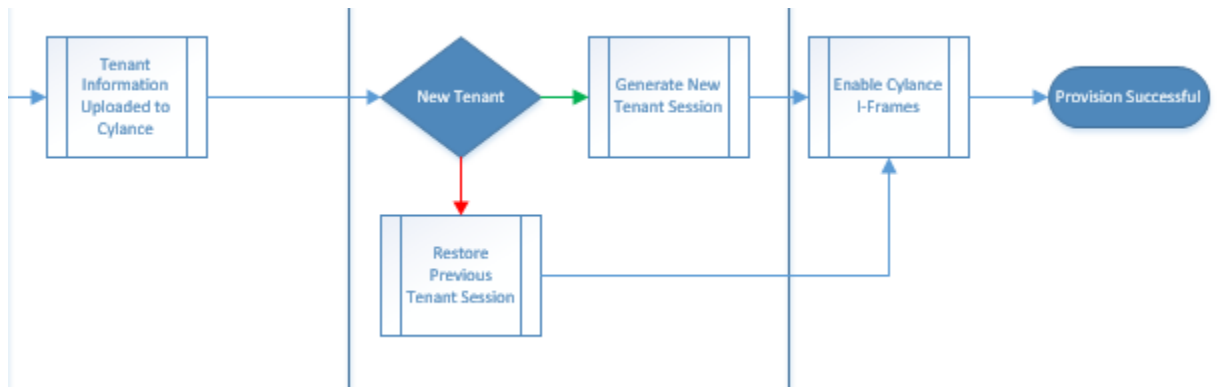 Tenant
Information
Uploaded to
Cylance
New Tenant
Generate New
Tenant Session
Enable Cylance
I-Frames
Provision Successful
Restore
Previous
Tenant Session